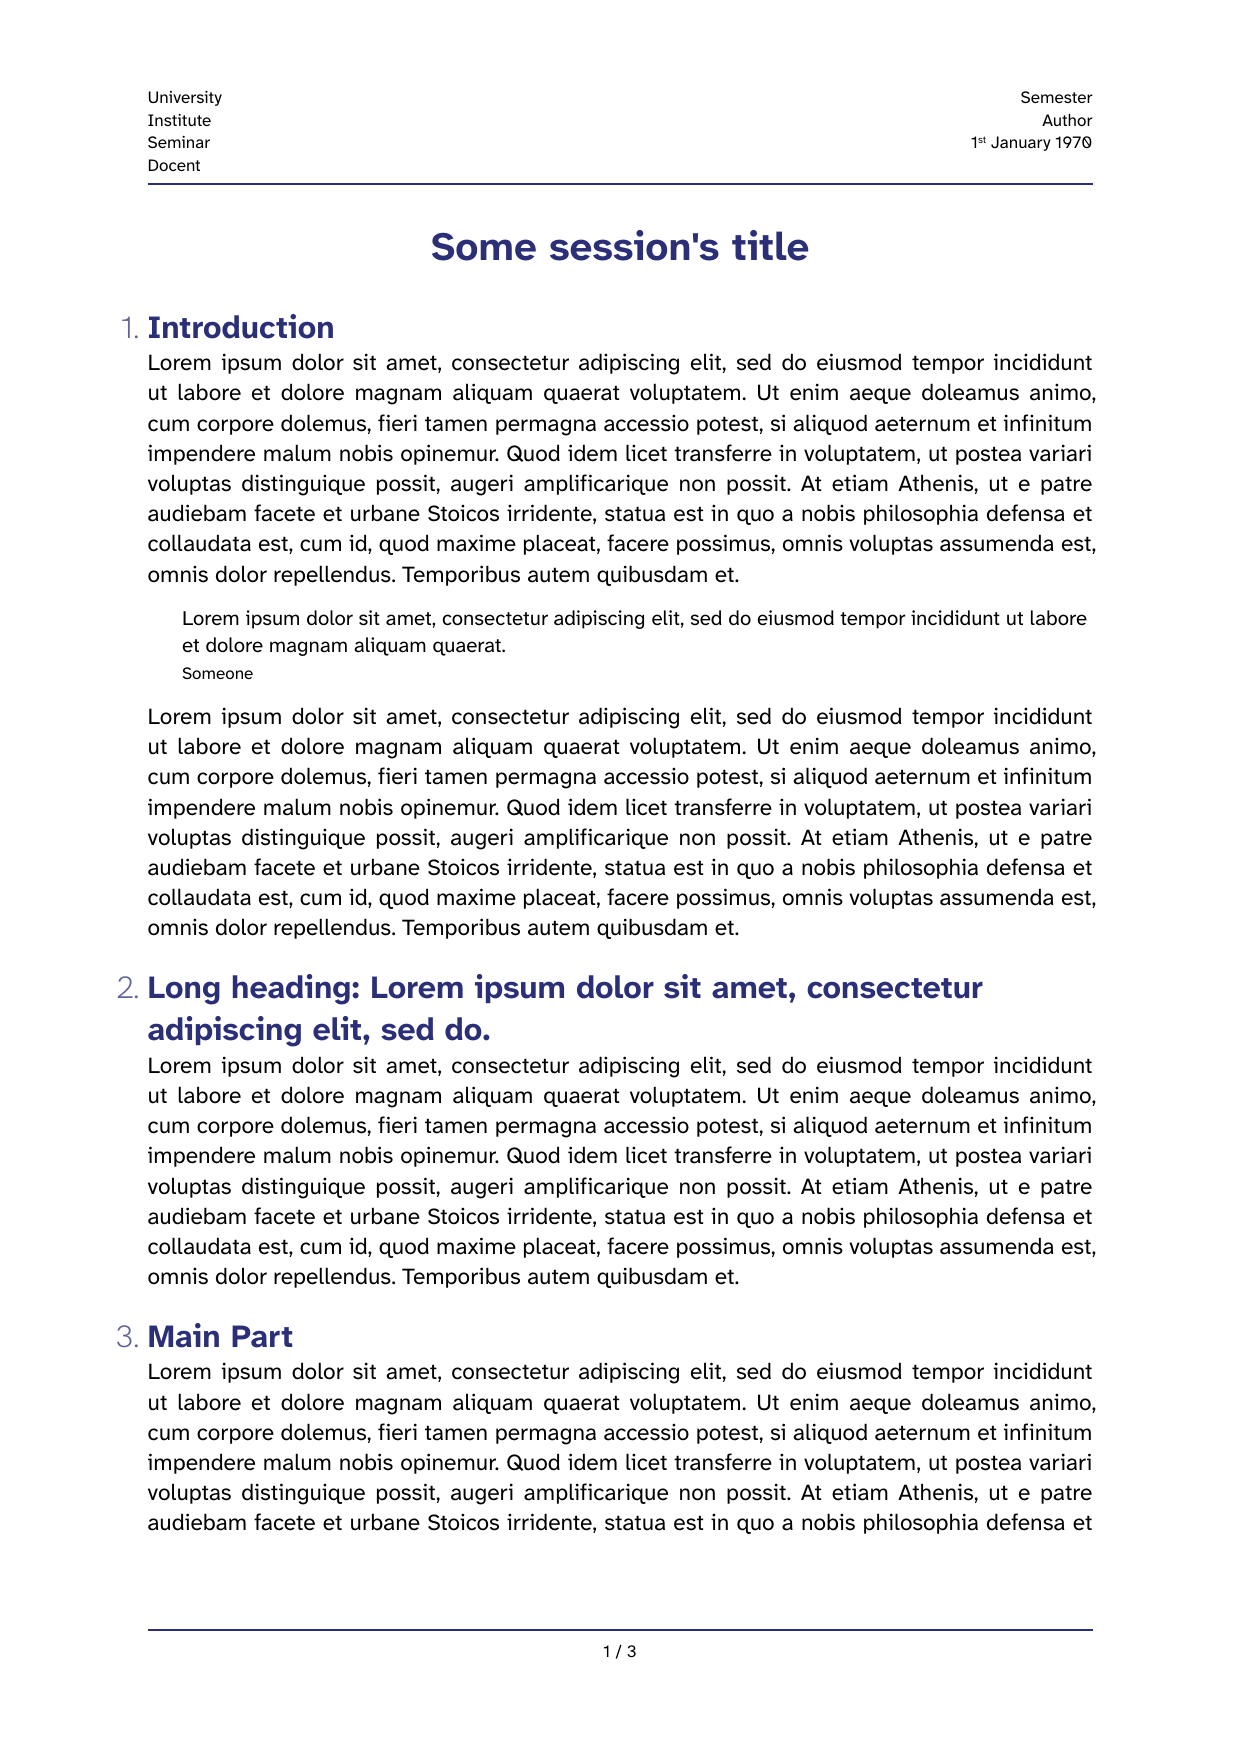 University
Institute
Seminar
Docent
Semester
Author
1st January 1970
Some session's title
1. Introduction
Lorem ipsum dolor sit amet, consectetur adipiscing elit, sed do eiusmod tempor incididunt
ut labore et dolore magnam aliquam quaerat voluptatem. Ut enim aeque doleamus animo,
cum corpore dolemus, fieri tamen permagna accessio potest, si aliquod aeternum et infinitum
impendere malum nobis opinemur. Quod idem licet transferre in voluptatem, ut postea variari
voluptas distinguique possit, augeri amplificarique non possit. At etiam Athenis, ut e patre
audiebam facete et urbane Stoicos irridente, statua est in quo a nobis philosophia defensa et
collaudata est, cum id, quod maxime placeat, facere possimus, omnis voluptas assumenda est,
omnis dolor repellendus. Temporibus autem quibusdam et.
Lorem ipsum dolor sit amet, consectetur adipiscing elit, sed do eiusmod tempor incididunt ut labore
et dolore magnam aliquam quaerat.
Someone
Lorem ipsum dolor sit amet, consectetur adipiscing elit, sed do eiusmod tempor incididunt
ut labore et dolore magnam aliquam quaerat voluptatem. Ut enim aeque doleamus animo,
cum corpore dolemus, fieri tamen permagna accessio potest, si aliquod aeternum et infinitum
impendere malum nobis opinemur. Quod idem licet transferre in voluptatem, ut postea variari
voluptas distinguique possit, augeri amplificarique non possit. At etiam Athenis, ut e patre
audiebam facete et urbane Stoicos irridente, statua est in quo a nobis philosophia defensa et
collaudata est, cum id, quod maxime placeat, facere possimus, omnis voluptas assumenda est,
omnis dolor repellendus. Temporibus autem quibusdam et.
2. Long heading: Lorem ipsum dolor sit amet, consectetur
adipiscing elit, sed do.
Lorem ipsum dolor sit amet, consectetur adipiscing elit, sed do eiusmod tempor incididunt
ut labore et dolore magnam aliquam quaerat voluptatem. Ut enim aeque doleamus animo,
cum corpore dolemus, fieri tamen permagna accessio potest, si aliquod aeternum et infinitum
impendere malum nobis opinemur. Quod idem licet transferre in voluptatem, ut postea variari
voluptas distinguique possit, augeri amplificarique non possit. At etiam Athenis, ut e patre
audiebam facete et urbane Stoicos irridente, statua est in quo a nobis philosophia defensa et
collaudata est, cum id, quod maxime placeat, facere possimus, omnis voluptas assumenda est,
omnis dolor repellendus. Temporibus autem quibusdam et.
3. Main Part
Lorem ipsum dolor sit amet, consectetur adipiscing elit, sed do eiusmod tempor incididunt
ut labore et dolore magnam aliquam quaerat voluptatem. Ut enim aeque doleamus animo,
cum corpore dolemus, fieri tamen permagna accessio potest, si aliquod aeternum et infinitum
impendere malum nobis opinemur. Quod idem licet transferre in voluptatem, ut postea variari
voluptas distinguique possit, augeri amplificarique non possit. At etiam Athenis, ut e patre
audiebam facete et urbane Stoicos irridente, statua est in quo a nobis philosophia defensa et
1 / 3